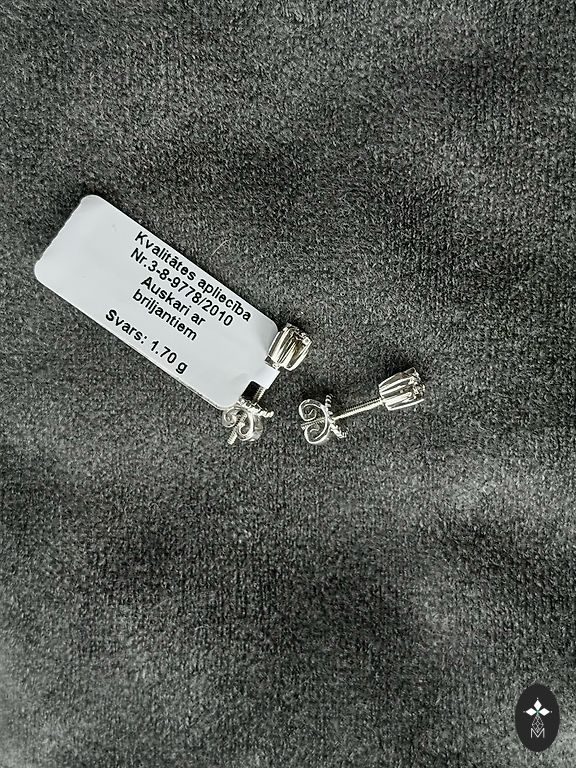 Kvalitātes apliecība
Nr.3-8-9778/2010
Auskari ar
briljantiem
Svars: 1.70 g
M